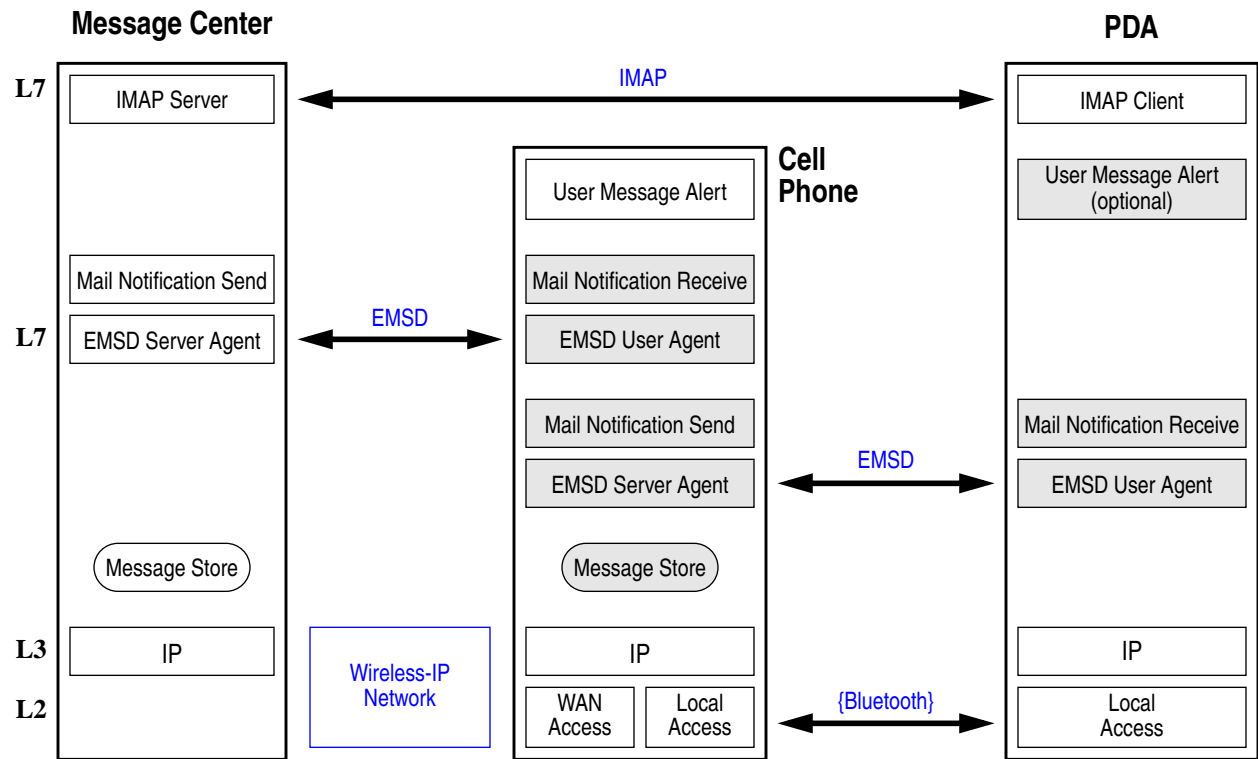 Message Center
PDA
L7
IMAP Server
IMAP
IMAP Client
Cell
Phone
User Message Alert
User Message Alert
(optional)
Mail Notification Send
Mail Notification Receive
L7
EMSD Server Agent
EMSD
EMSD User Agent
Mail Notification Send
Mail Notification Receive
EMSD Server Agent
EMSD
EMSD User Agent
Message Store
Message Store
L3
IP
Wireless-IP
Network
IP
IP
L2
WAN
Access
Local
Access
{Bluetooth}
Local
Access